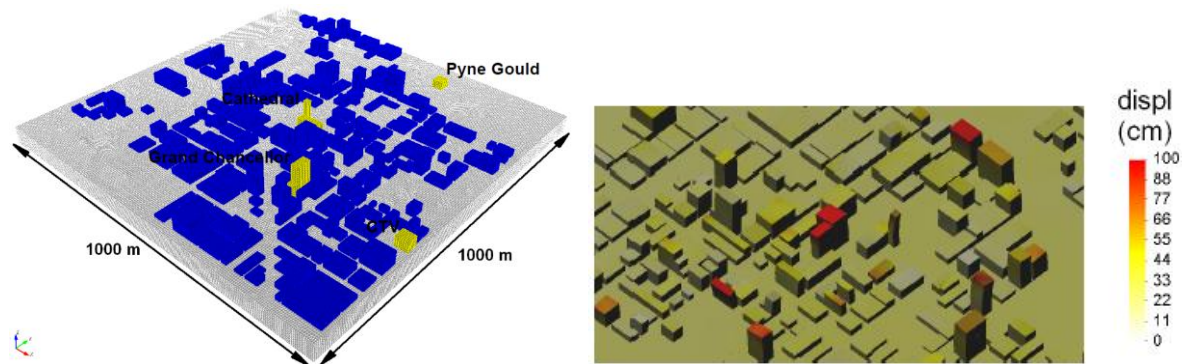 Pyne Gould
Cathedral
Grand Chancellor
CTV
1000 m
1000 m
displ
(cm)
100
88
77
66
55
44
33
22
11
0